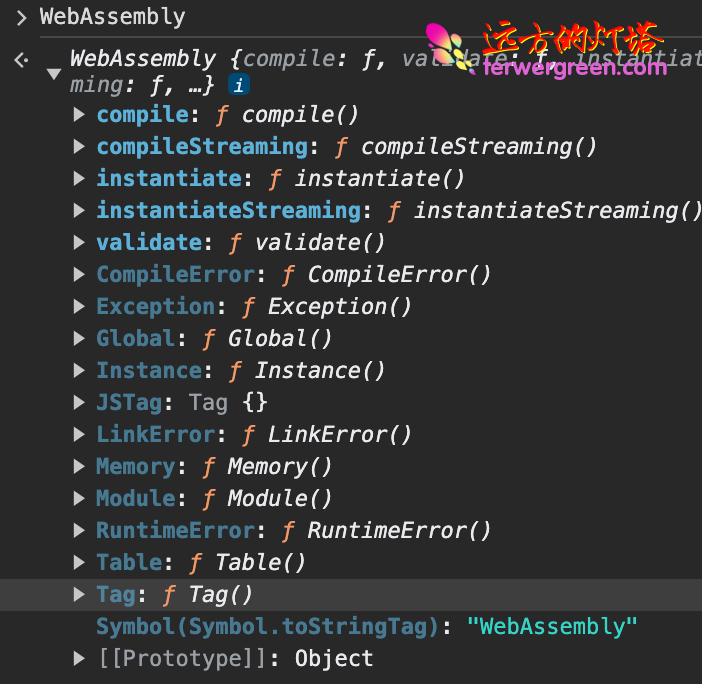 WebAssembly
远方的灯塔
ferwergreen.com
WebAssembly {compile: ƒ, validate: ƒ, instantiat
ming: ƒ, …} i
compile: ƒ compile()
compileStreaming: ƒ compileStreaming()
instantiate: ƒ instantiate()
instantiateStreaming: ƒ instantiateStreaming()
validate: ƒ validate()
CompileError: ƒ CompileError()
Exception: ƒ Exception()
Global: ƒ Global()
Instance: ƒ Instance()
JSTag: Tag {}
LinkError: ƒ LinkError()
Memory: ƒ Memory()
Module: ƒ Module()
RuntimeError: ƒ RuntimeError()
Table: ƒ Table()
Tag: ƒ Tag()
Symbol(Symbol.toStringTag): "WebAssembly"
[[Prototype]]: Object